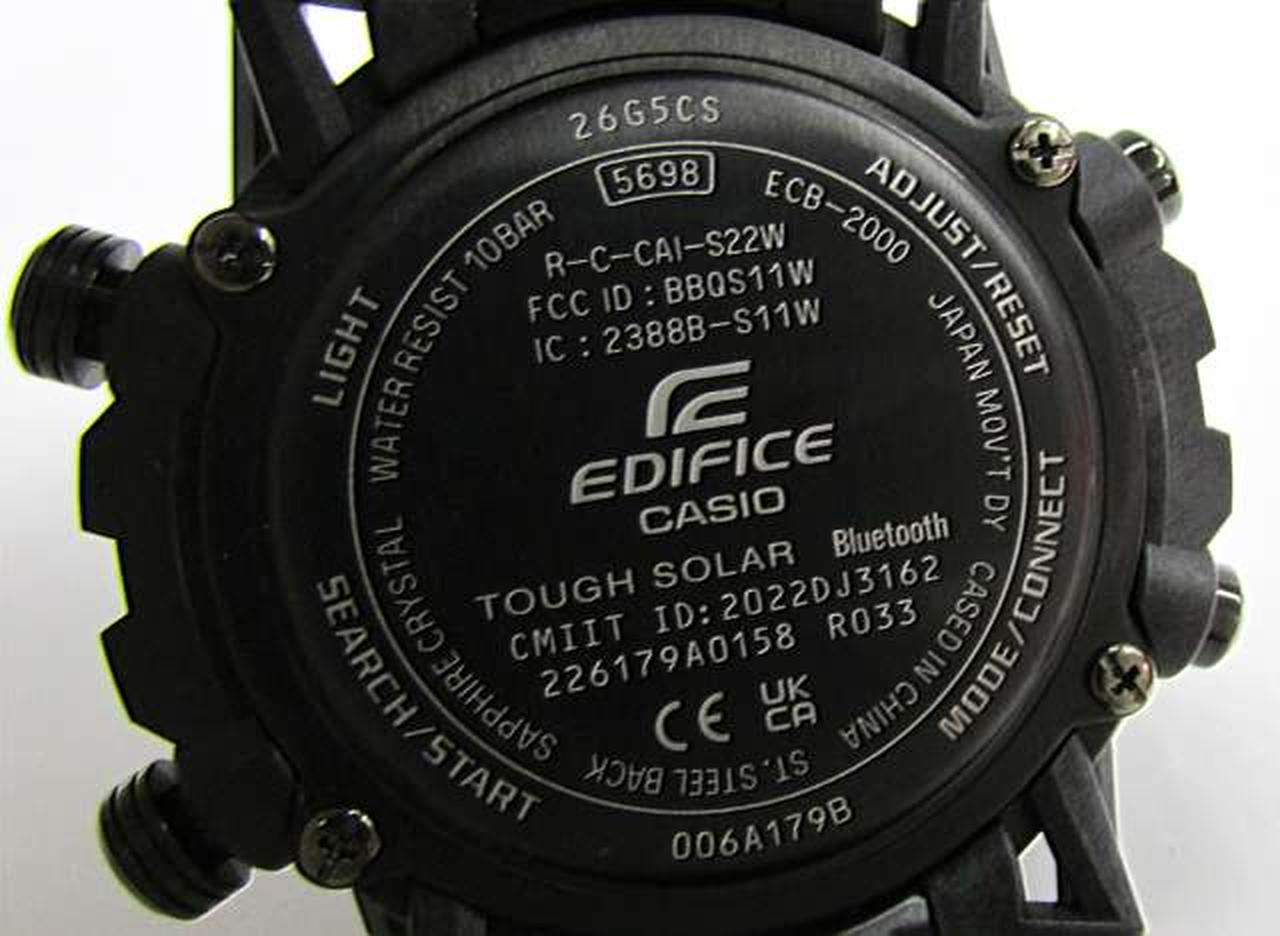 26G5CS
5698
ECB-2000
ADJUST/RESET
WATER RESIST 10BAR
R-C-CAI-S22W
FCC ID : BBQS11W
IC : 2388B-S11W
LIGHT
JAPAN MOV'T DY
EDIFICE
CASIO
TOUGH SOLAR Bluetooth
CMIIT ID: 2022DJ3162
226179A0158 R033
CE UK
CA
SAPPHIRE CRYSTAL
CASED IN CHINA
MODE/CONNECT
SEARCH/START
ST. STEEL BACK
006A179B